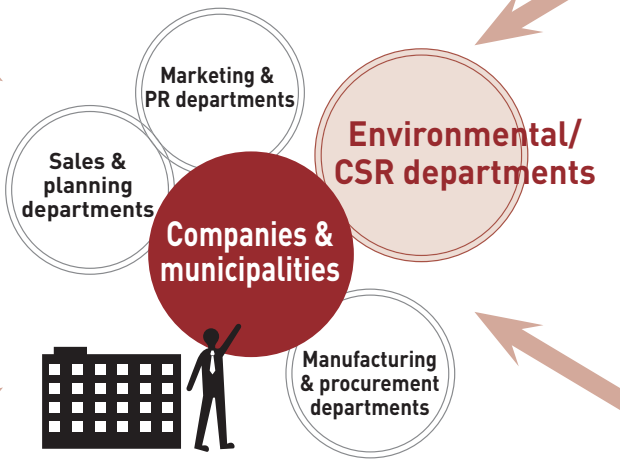 Marketing &
PR departments
Environmental/
CSR departments
Sales &
planning
departments
Companies &
municipalities
Manufacturing
& procurement
departments